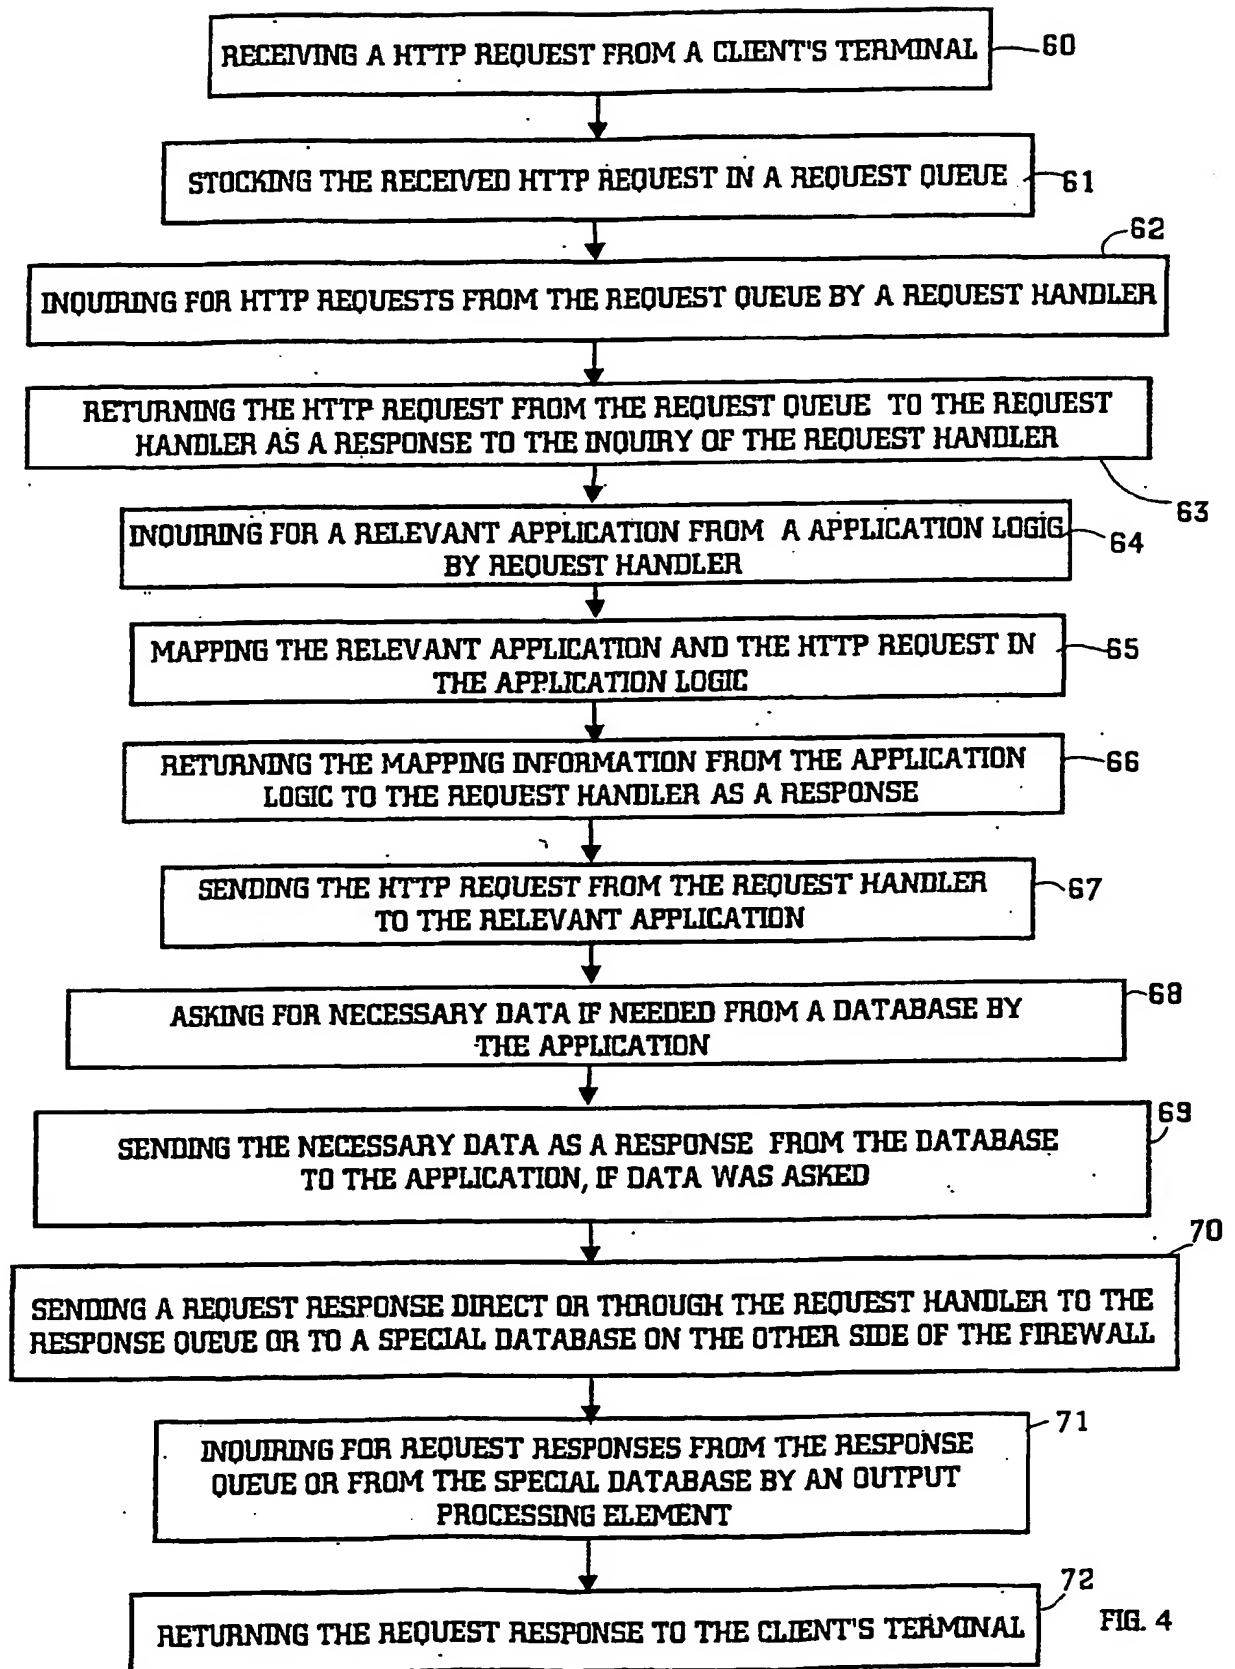 RECEIVING A HTTP REQUEST FROM A CLIENT'S TERMINAL
60
STOCKING THE RECEIVED HTTP REQUEST IN A REQUEST QUEUE
61
62
INQUIRING FOR HTTP REQUESTS FROM THE REQUEST QUEUE BY A REQUEST HANDLER
RETURNING THE HTTP REQUEST FROM THE REQUEST QUEUE TO THE REQUEST
HANDLER AS A RESPONSE TO THE INQUIRY OF THE REQUEST HANDLER
63
INQUIRING FOR A RELEVANT APPLICATION FROM A APPLICATION LOGIG
BY REQUEST HANDLER
64
MAPPING THE RELEVANT APPLICATION AND THE HTTP REQUEST IN
THE APPLICATION LOGIC
65
RETURNING THE MAPPING INFORMATION FROM THE APPLICATION
LOGIC TO THE REQUEST HANDLER AS A RESPONSE
66
SENDING THE HTTP REQUEST FROM THE REQUEST HANDLER
TO THE RELEVANT APPLICATION
67
ASKING FOR NECESSARY DATA IF NEEDED FROM A DATABASE BY
THE APPLICATION
68
69
SENDING THE NECESSARY DATA AS A RESPONSE FROM THE DATABASE
TO THE APPLICATION, IF DATA WAS ASKED
70
SENDING A REQUEST RESPONSE DIRECT OR THROUGH THE REQUEST HANDLER TO THE
RESPONSE QUEUE OR TO A SPECIAL DATABASE ON THE OTHER SIDE OF THE FIREWALL
71
INQUIRING FOR REQUEST RESPONSES FROM THE RESPONSE
QUEUE OR FROM THE SPECIAL DATABASE BY AN OUTPUT
PROCESSING ELEMENT
72
RETURNING THE REQUEST RESPONSE TO THE CLIENT'S TERMINAL
FIG. 4